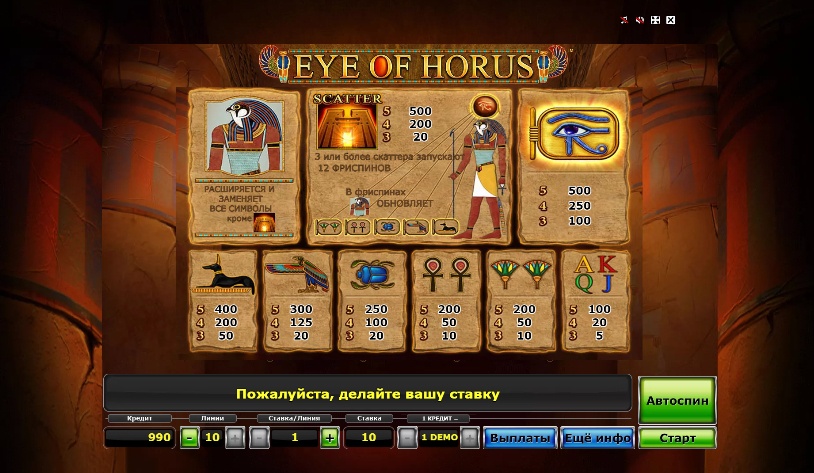 EYE OF HORUS
РАСШИРЯЕТСЯ И
ЗАМЕНЯЕТ
ВСЕ СИМВОЛЫ
кроме
SCATTER
5 500
4 200
3 20
3 или более скаттера запускают
12 ФРИСПИНОВ
В фриспинах
ОБНОВЛЯЕТ
5 500
4 250
3 100
5 400
4 200
3 50
5 300
4 125
3 20
5 250
4 100
3 20
5 200
4 50
3 10
5 200
4 50
3 10
A K
Q J
5 100
4 20
3 5
Пожалуйста, делайте вашу ставку
Автоспин
Кредит Линии Ставка/Линия Ставка 1 КРЕДИТ =
990 - 10 + - 1 + 10 - 1 DEMO + Выплаты Ещё инфо Старт